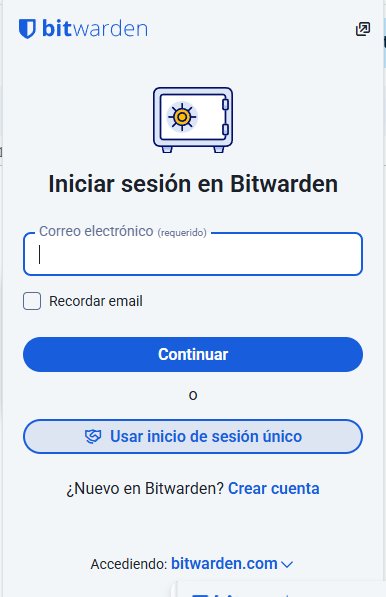 bitwarden
Iniciar sesión en Bitwarden
Correo electrónico (requerido)
Recordar email
Continuar
o
Usar inicio de sesión único
¿Nuevo en Bitwarden? Crear cuenta
Accediendo: bitwarden.com